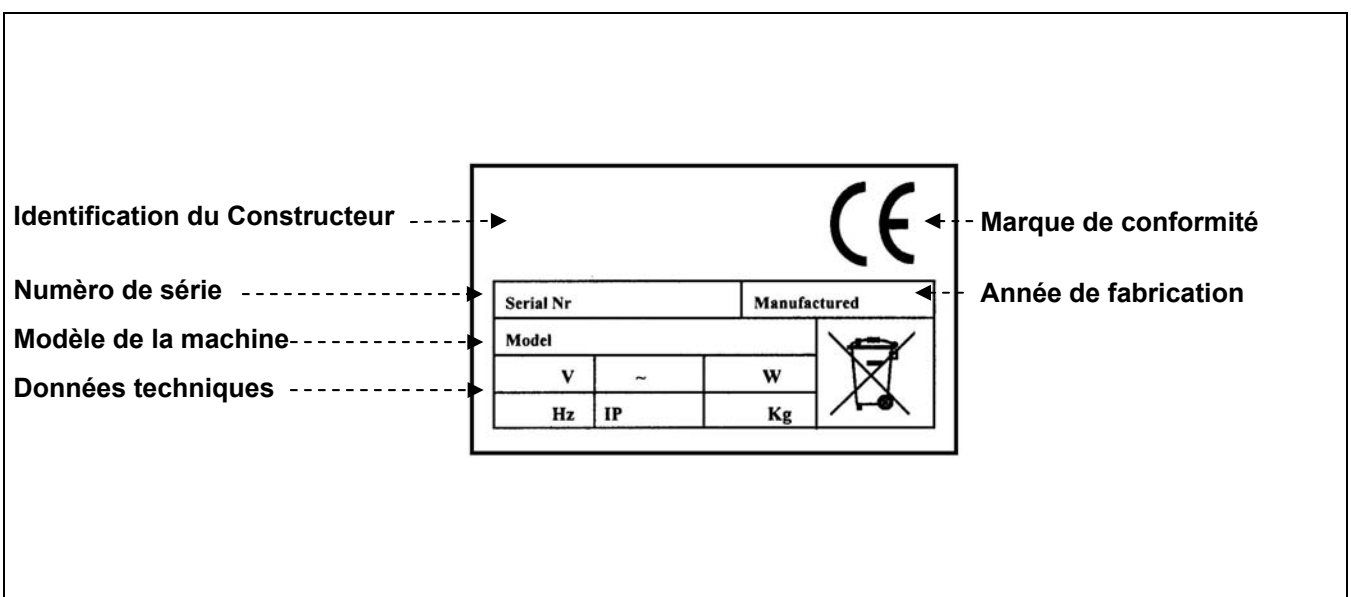 CE
Identification du Constructeur
Marque de conformité
Numèro de série
Serial Nr
Manufactured
Année de fabrication
Modèle de la machine
Model
Données techniques
V
~
W
Hz
IP
Kg